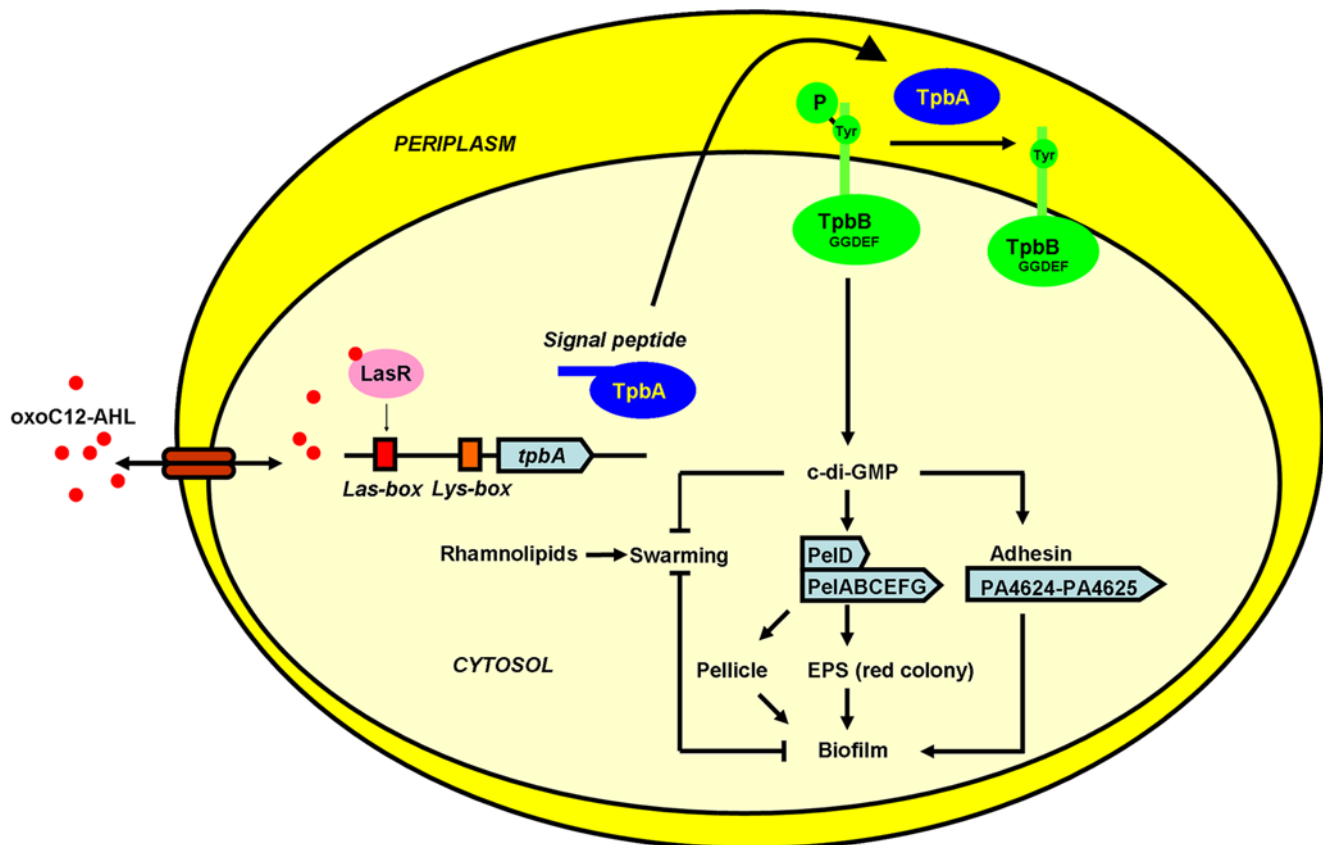 PERIPLASM
TpbA
P
Tyr
Tyr
TpbB
GGDEF
TpbB
GGDEF
Signal peptide
TpbA
LasR
oxoC12-AHL
tpbA
Las-box Lys-box
c-di-GMP
Rhamnolipids Swarming
PelD
PelABCEFG
Adhesin
PA4624-PA4625
CYTOSOL
Pellicle EPS (red colony)
Biofilm